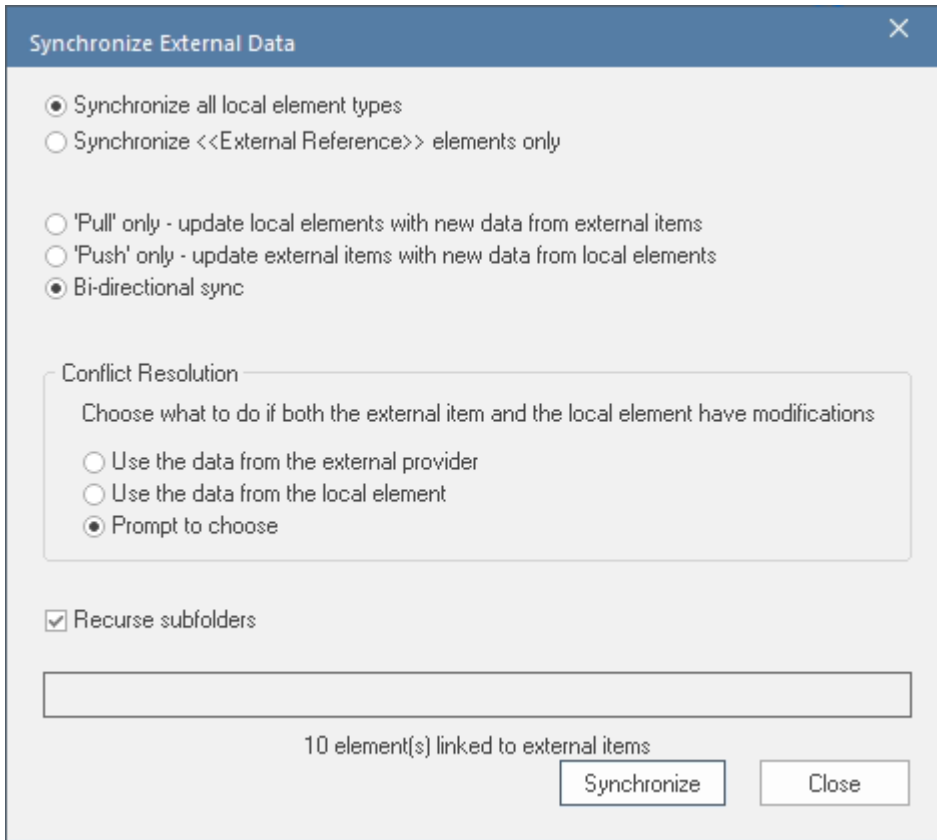 Synchronize External Data
Synchronize all local element types
Synchronize <<External Reference>> elements only
'Pull' only - update local elements with new data from external items
'Push' only - update external items with new data from local elements
Bi-directional sync
Conflict Resolution
Choose what to do if both the external item and the local element have modifications
Use the data from the external provider
Use the data from the local element
Prompt to choose
Recurse subfolders
10 element(s) linked to external items
Synchronize
Close